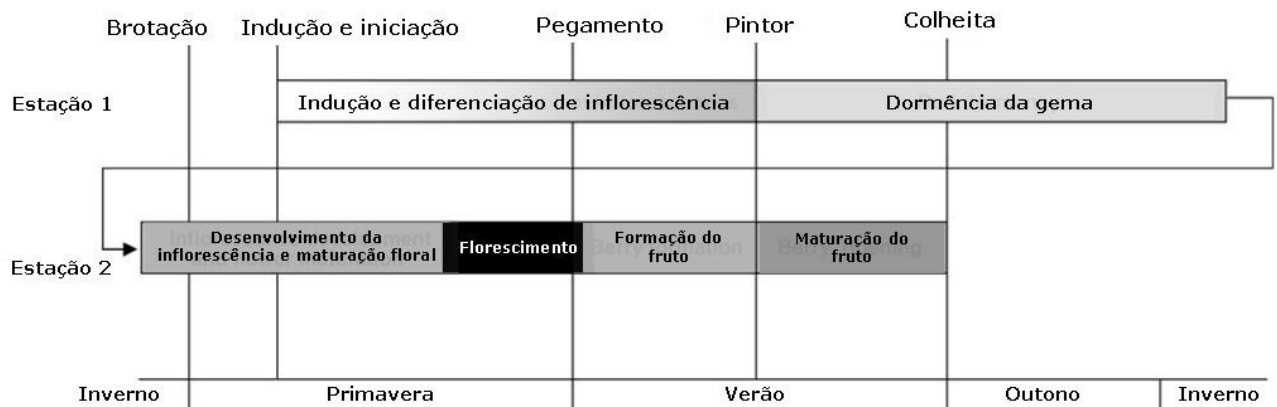 Brotação Indução e iniciação Pegamento Pintor Colheita
Estação 1
Indução e diferenciação de inflorescência
Dormência da gema
Estação 2
Desenvolvimento da
inflorescência e maturação floral
Florescimento
Formação do
fruto
Maturação do
fruto
Inverno Primavera Verão Outono Inverno